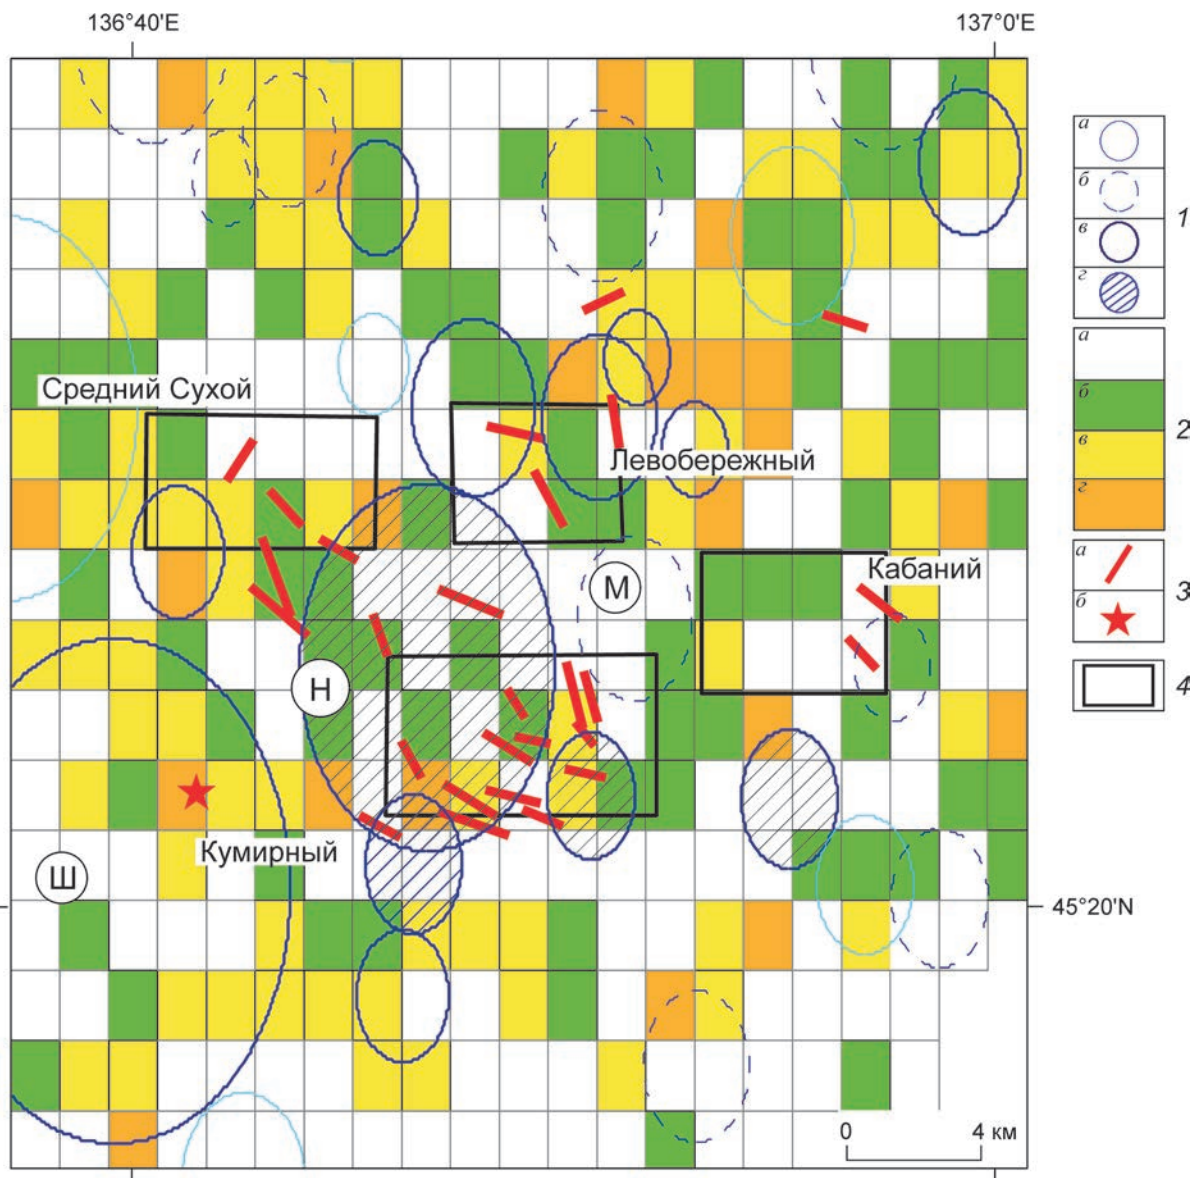 136°40'E
137°0'E
а
б
1
в
г
а
б
2
в
г
а
3
б
4
Средний Сухой
Левобережный
Кабаний
М
Н
Кумирный
Ш
45°20'N
0
4 км